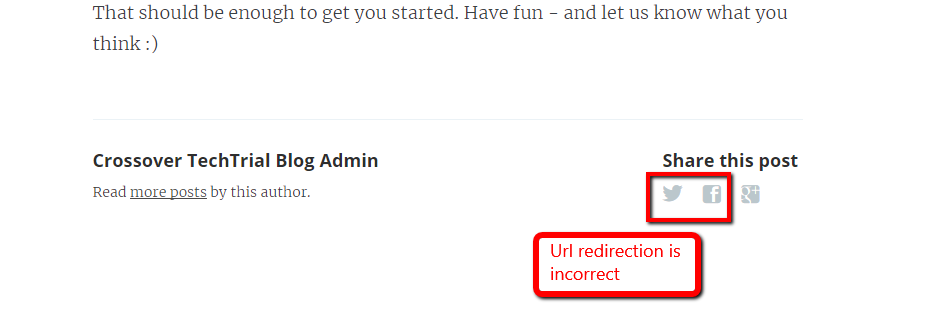 That should be enough to get you started. Have fun - and let us know what you
think :)
Crossover TechTrial Blog Admin
Share this post
Read more posts by this author.
Url redirection is
incorrect